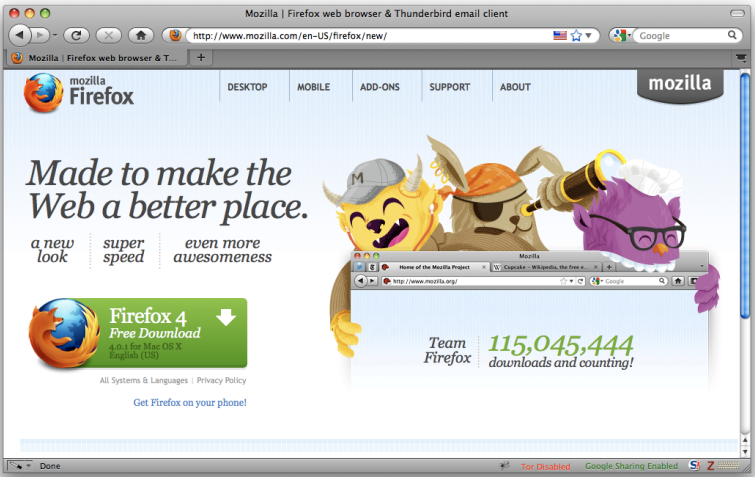 Mozilla | Firefox web browser & Thunderbird email client
http://www.mozilla.com/en-US/firefox/new/
Google
Mozilla | Firefox web browser & T...
mozilla
Firefox
DESKTOP
MOBILE
ADD-ONS
SUPPORT
ABOUT
mozilla
Made to make the
Web a better place.
a new
look
super
speed
even more
awesomeness
M
Mozilla
Home of the Mozilla Project
Cupcake – Wikipedia, the free e...
http://www.mozilla.org/
Google
Firefox 4
Free Download
4.0.1 for Mac OS X
English (US)
Team
Firefox
115,045,444
downloads and counting!
All Systems & Languages | Privacy Policy
Get Firefox on your phone!
Done
Tor Disabled
Google Sharing Enabled